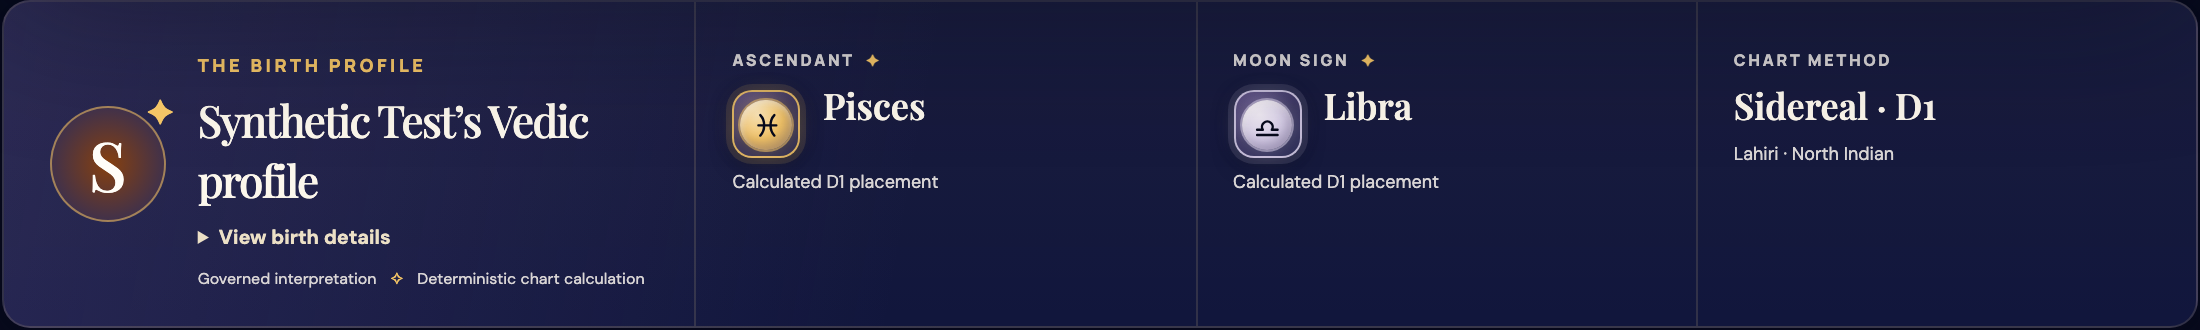 THE BIRTH PROFILE
S
Synthetic Test’s Vedic
profile
▶ View birth details
Governed interpretation ✧ Deterministic chart calculation
ASCENDANT ✦
♓ Pisces
Calculated D1 placement
MOON SIGN ✦
♎ Libra
Calculated D1 placement
CHART METHOD
Sidereal · D1
Lahiri · North Indian